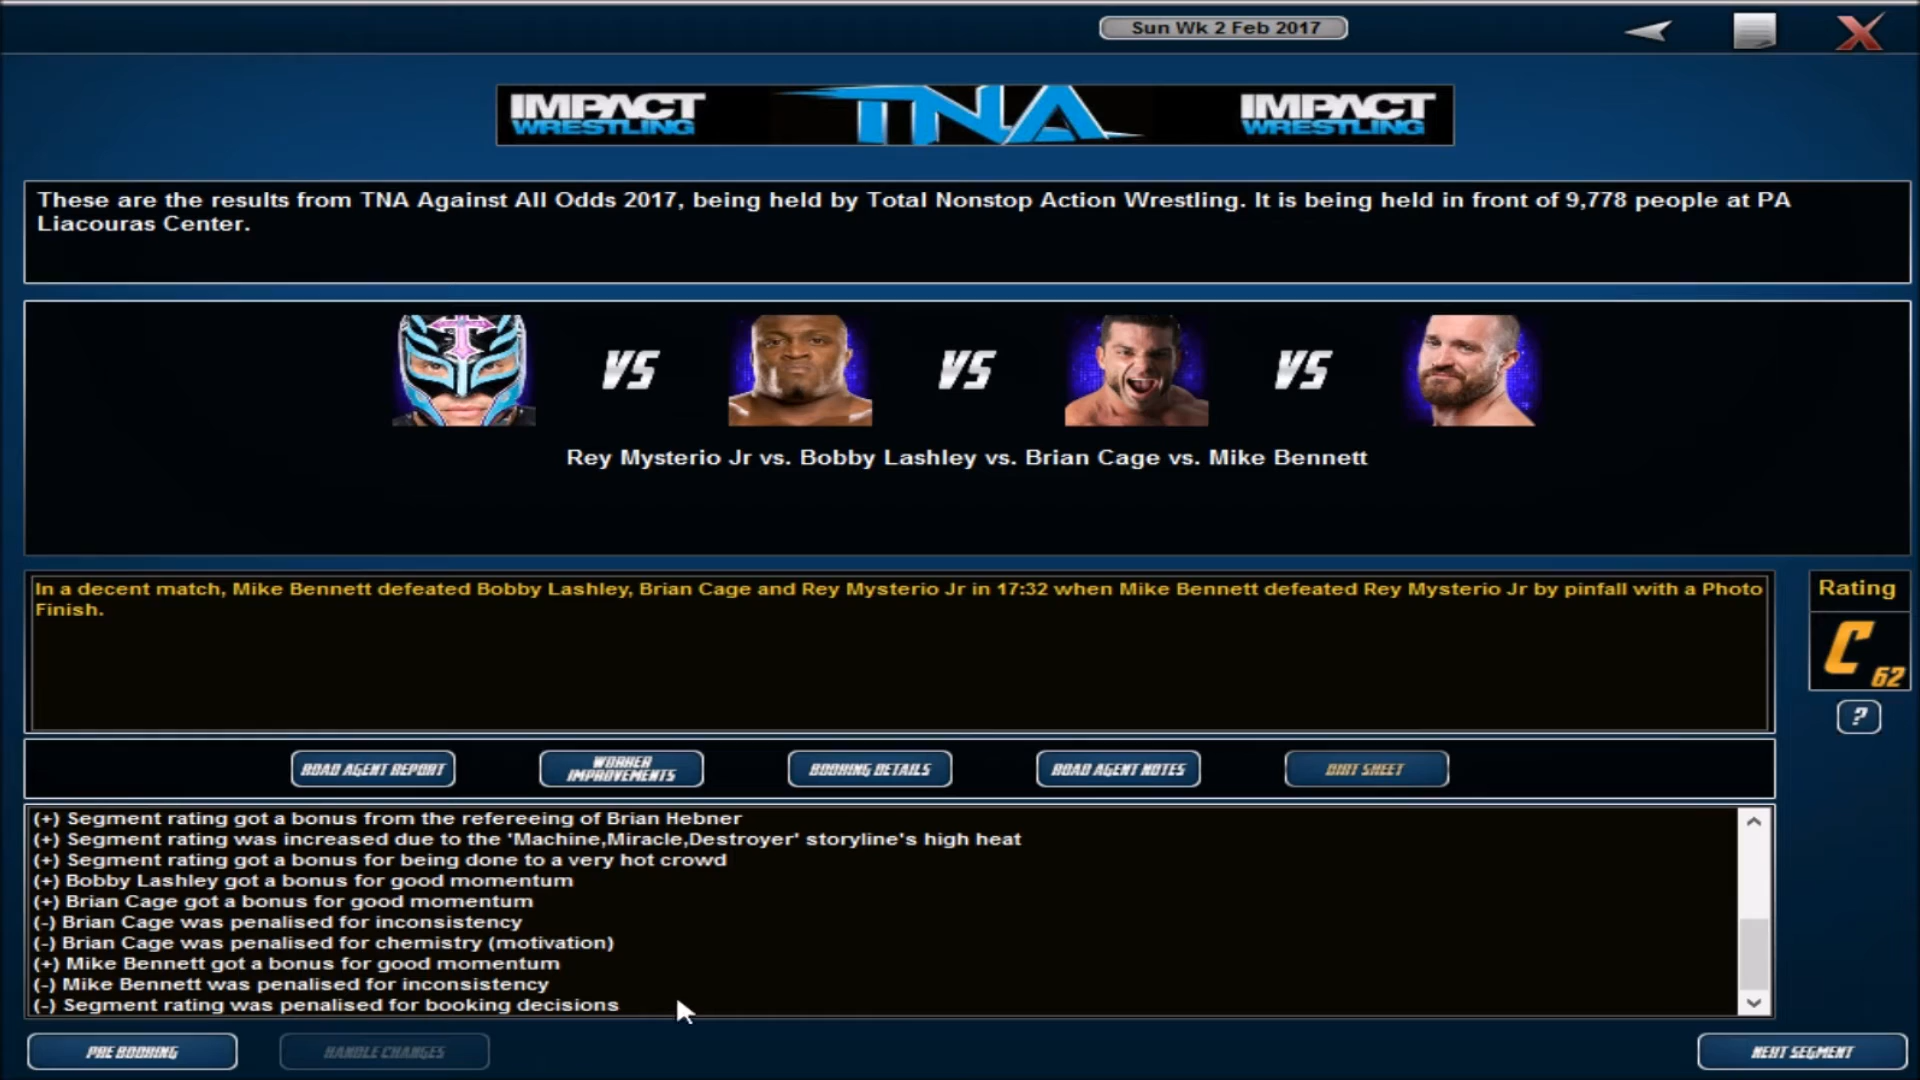 Sun Wk 2 Feb 2017
IMPACT
WRESTLING
TNA
IMPACT
WRESTLING
These are the results from TNA Against All Odds 2017, being held by Total Nonstop Action Wrestling. It is being held in front of 9,778 people at PA
Liacouras Center.
VS
VS
VS
Rey Mysterio Jr vs. Bobby Lashley vs. Brian Cage vs. Mike Bennett
In a decent match, Mike Bennett defeated Bobby Lashley, Brian Cage and Rey Mysterio Jr in 17:32 when Mike Bennett defeated Rey Mysterio Jr by pinfall with a Photo
Finish.
Rating
C 62
?
ROAD AGENT REPORT
WORKER
IMPROVEMENTS
BOOKING DETAILS
ROAD AGENT NOTES
DIRT SHEET
(+) Segment rating got a bonus from the refereeing of Brian Hebner
(+) Segment rating was increased due to the 'Machine,Miracle,Destroyer' storyline's high heat
(+) Segment rating got a bonus for being done to a very hot crowd
(+) Bobby Lashley got a bonus for good momentum
(+) Brian Cage got a bonus for good momentum
(-) Brian Cage was penalised for inconsistency
(-) Brian Cage was penalised for chemistry (motivation)
(+) Mike Bennett got a bonus for good momentum
(-) Mike Bennett was penalised for inconsistency
(-) Segment rating was penalised for booking decisions
PRE BOOKING
HANDLE CHANGES
NEXT SEGMENT